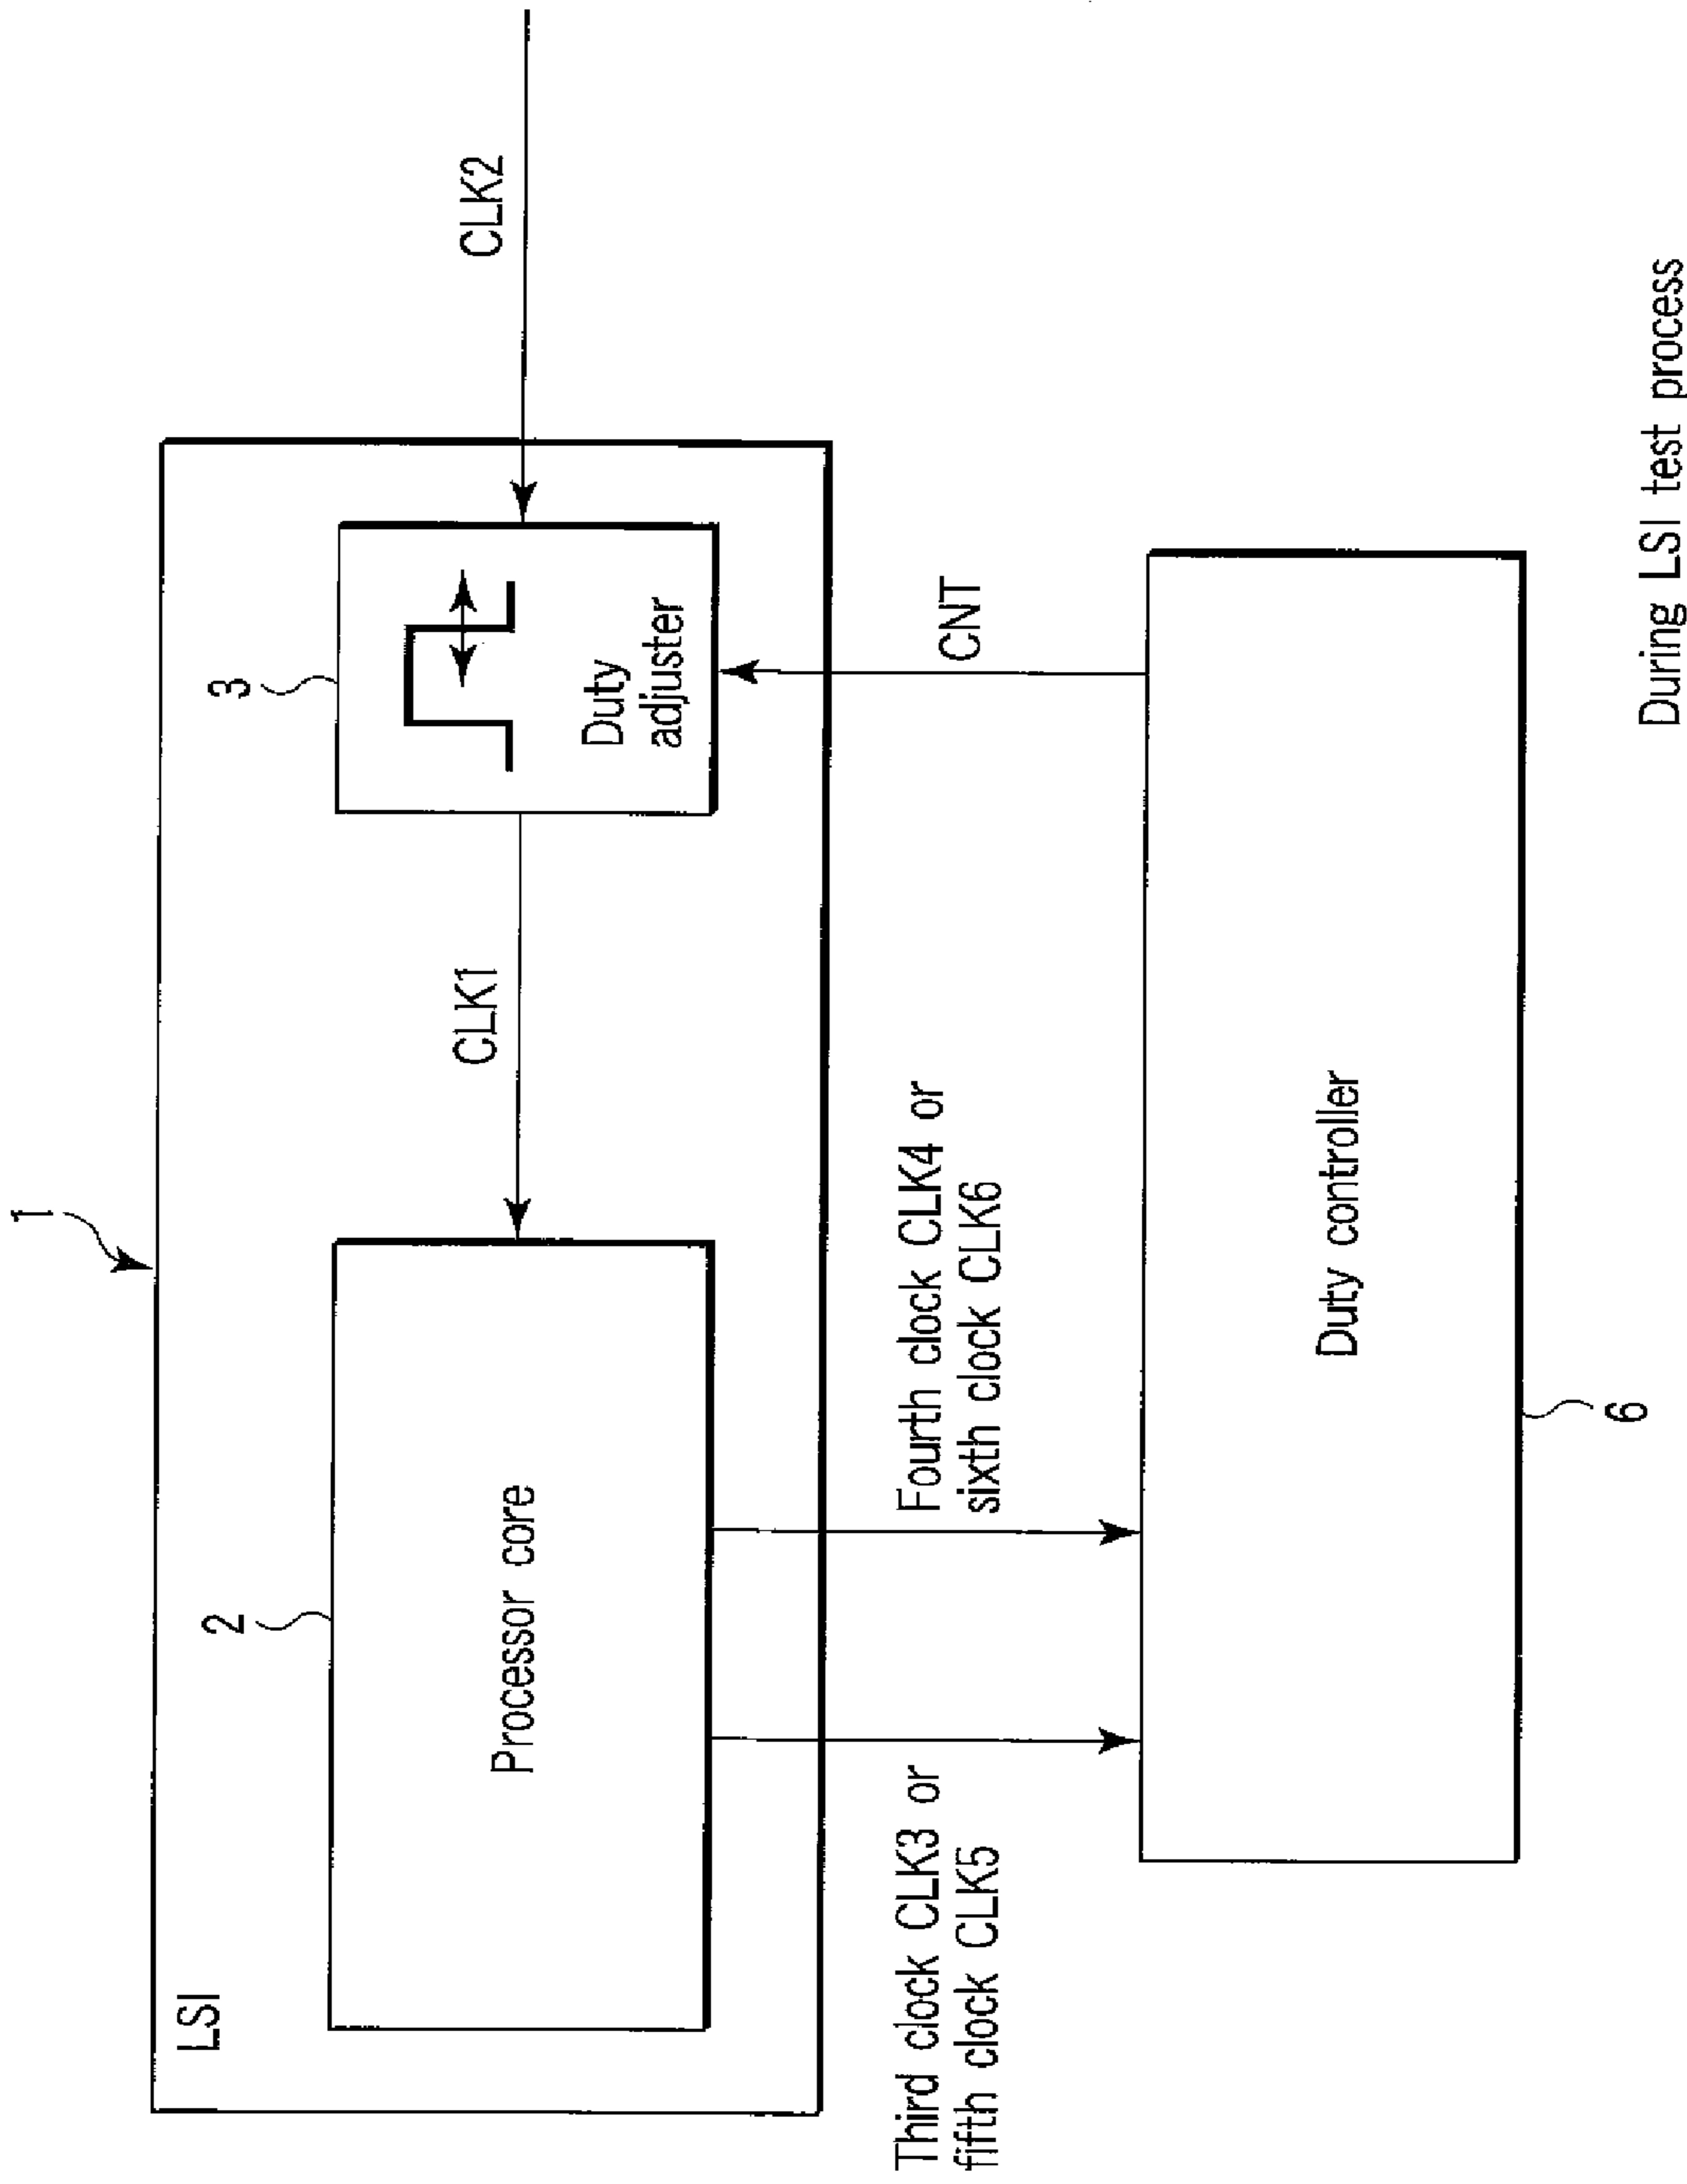 1
LSI
2
3
Processor core
CLK1
Duty
adjuster
CLK2
Third clock CLK3 or
fifth clock CLK5
Fourth clock CLK4 or
sixth clock CLK6
CNT
Duty controller
6
During LSI test process